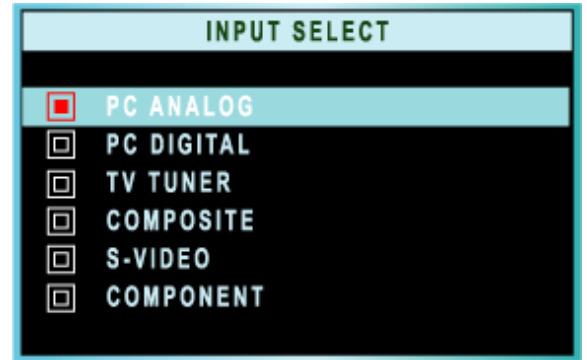 INPUT SELECT
PC ANALOG
PC DIGITAL
TV TUNER
COMPOSITE
S-VIDEO
COMPONENT